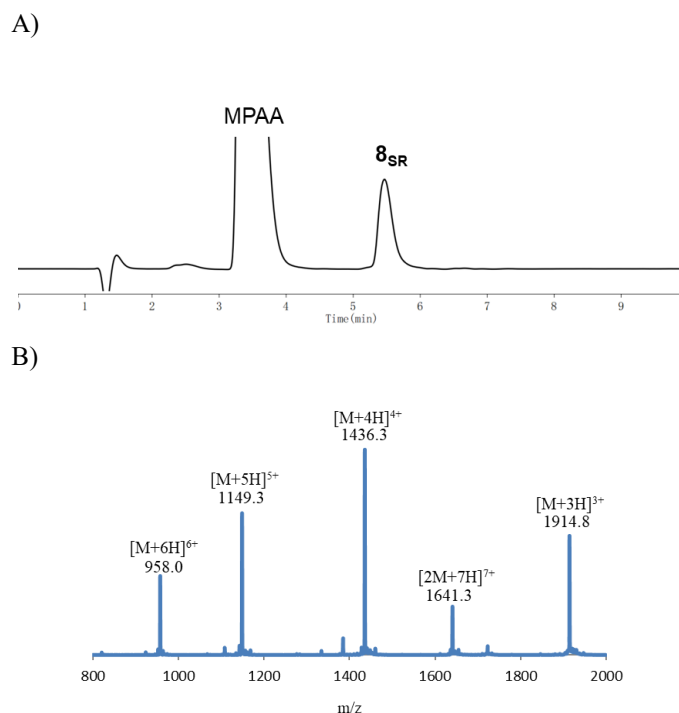 A)
MPAA
8SR
0 1 2 3 4 5 6 7 8 9
Time(min)
B)
[M+4H]4+
1436.3
[M+5H]5+
1149.3
[M+3H]3+
1914.8
[M+6H]6+
958.0
[2M+7H]7+
1641.3
800 1000 1200 1400 1600 1800 2000
m/z